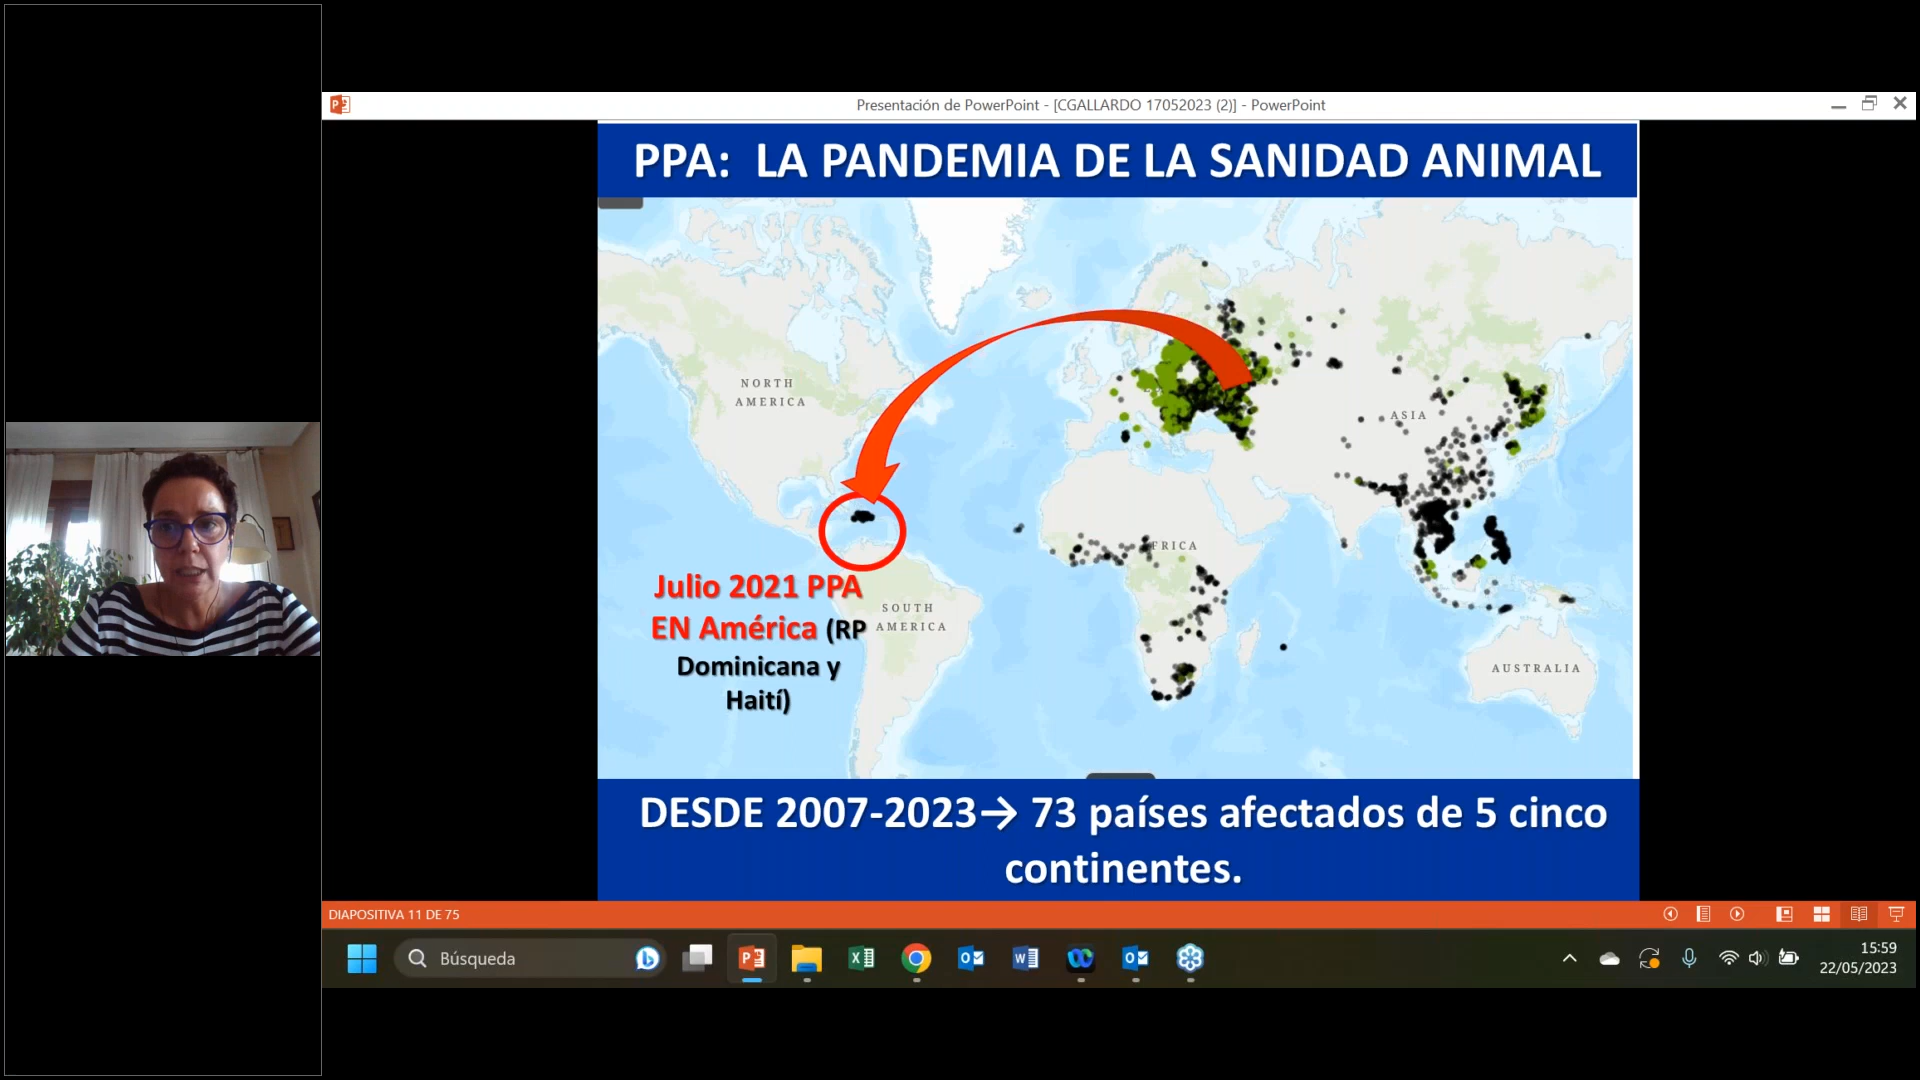 Presentación de PowerPoint - [CGALLARDO 17052023 (2)] - PowerPoint
PPA: LA PANDEMIA DE LA SANIDAD ANIMAL
NORTH
AMERICA
ASIA
FRICA
SOUTH
AMERICA
AUSTRALIA
Julio 2021 PPA
EN América (RP
Dominicana y
Haití)
DESDE 2007-2023→ 73 países afectados de 5 cinco
continentes.
DIAPOSITIVA 11 DE 75
Búsqueda
15:59
22/05/2023